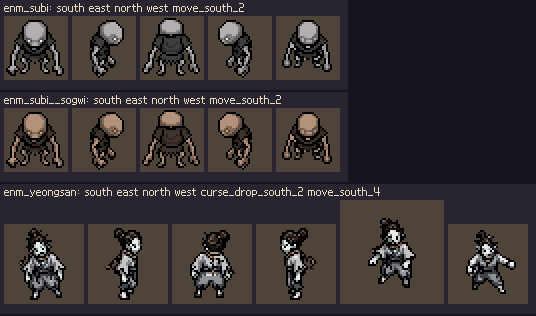 enm_subi: south east north west move_south_2
enm_subi__sogwi: south east north west move_south_2
enm_yeongsan: south east north west curse_drop_south_2 move_south_4